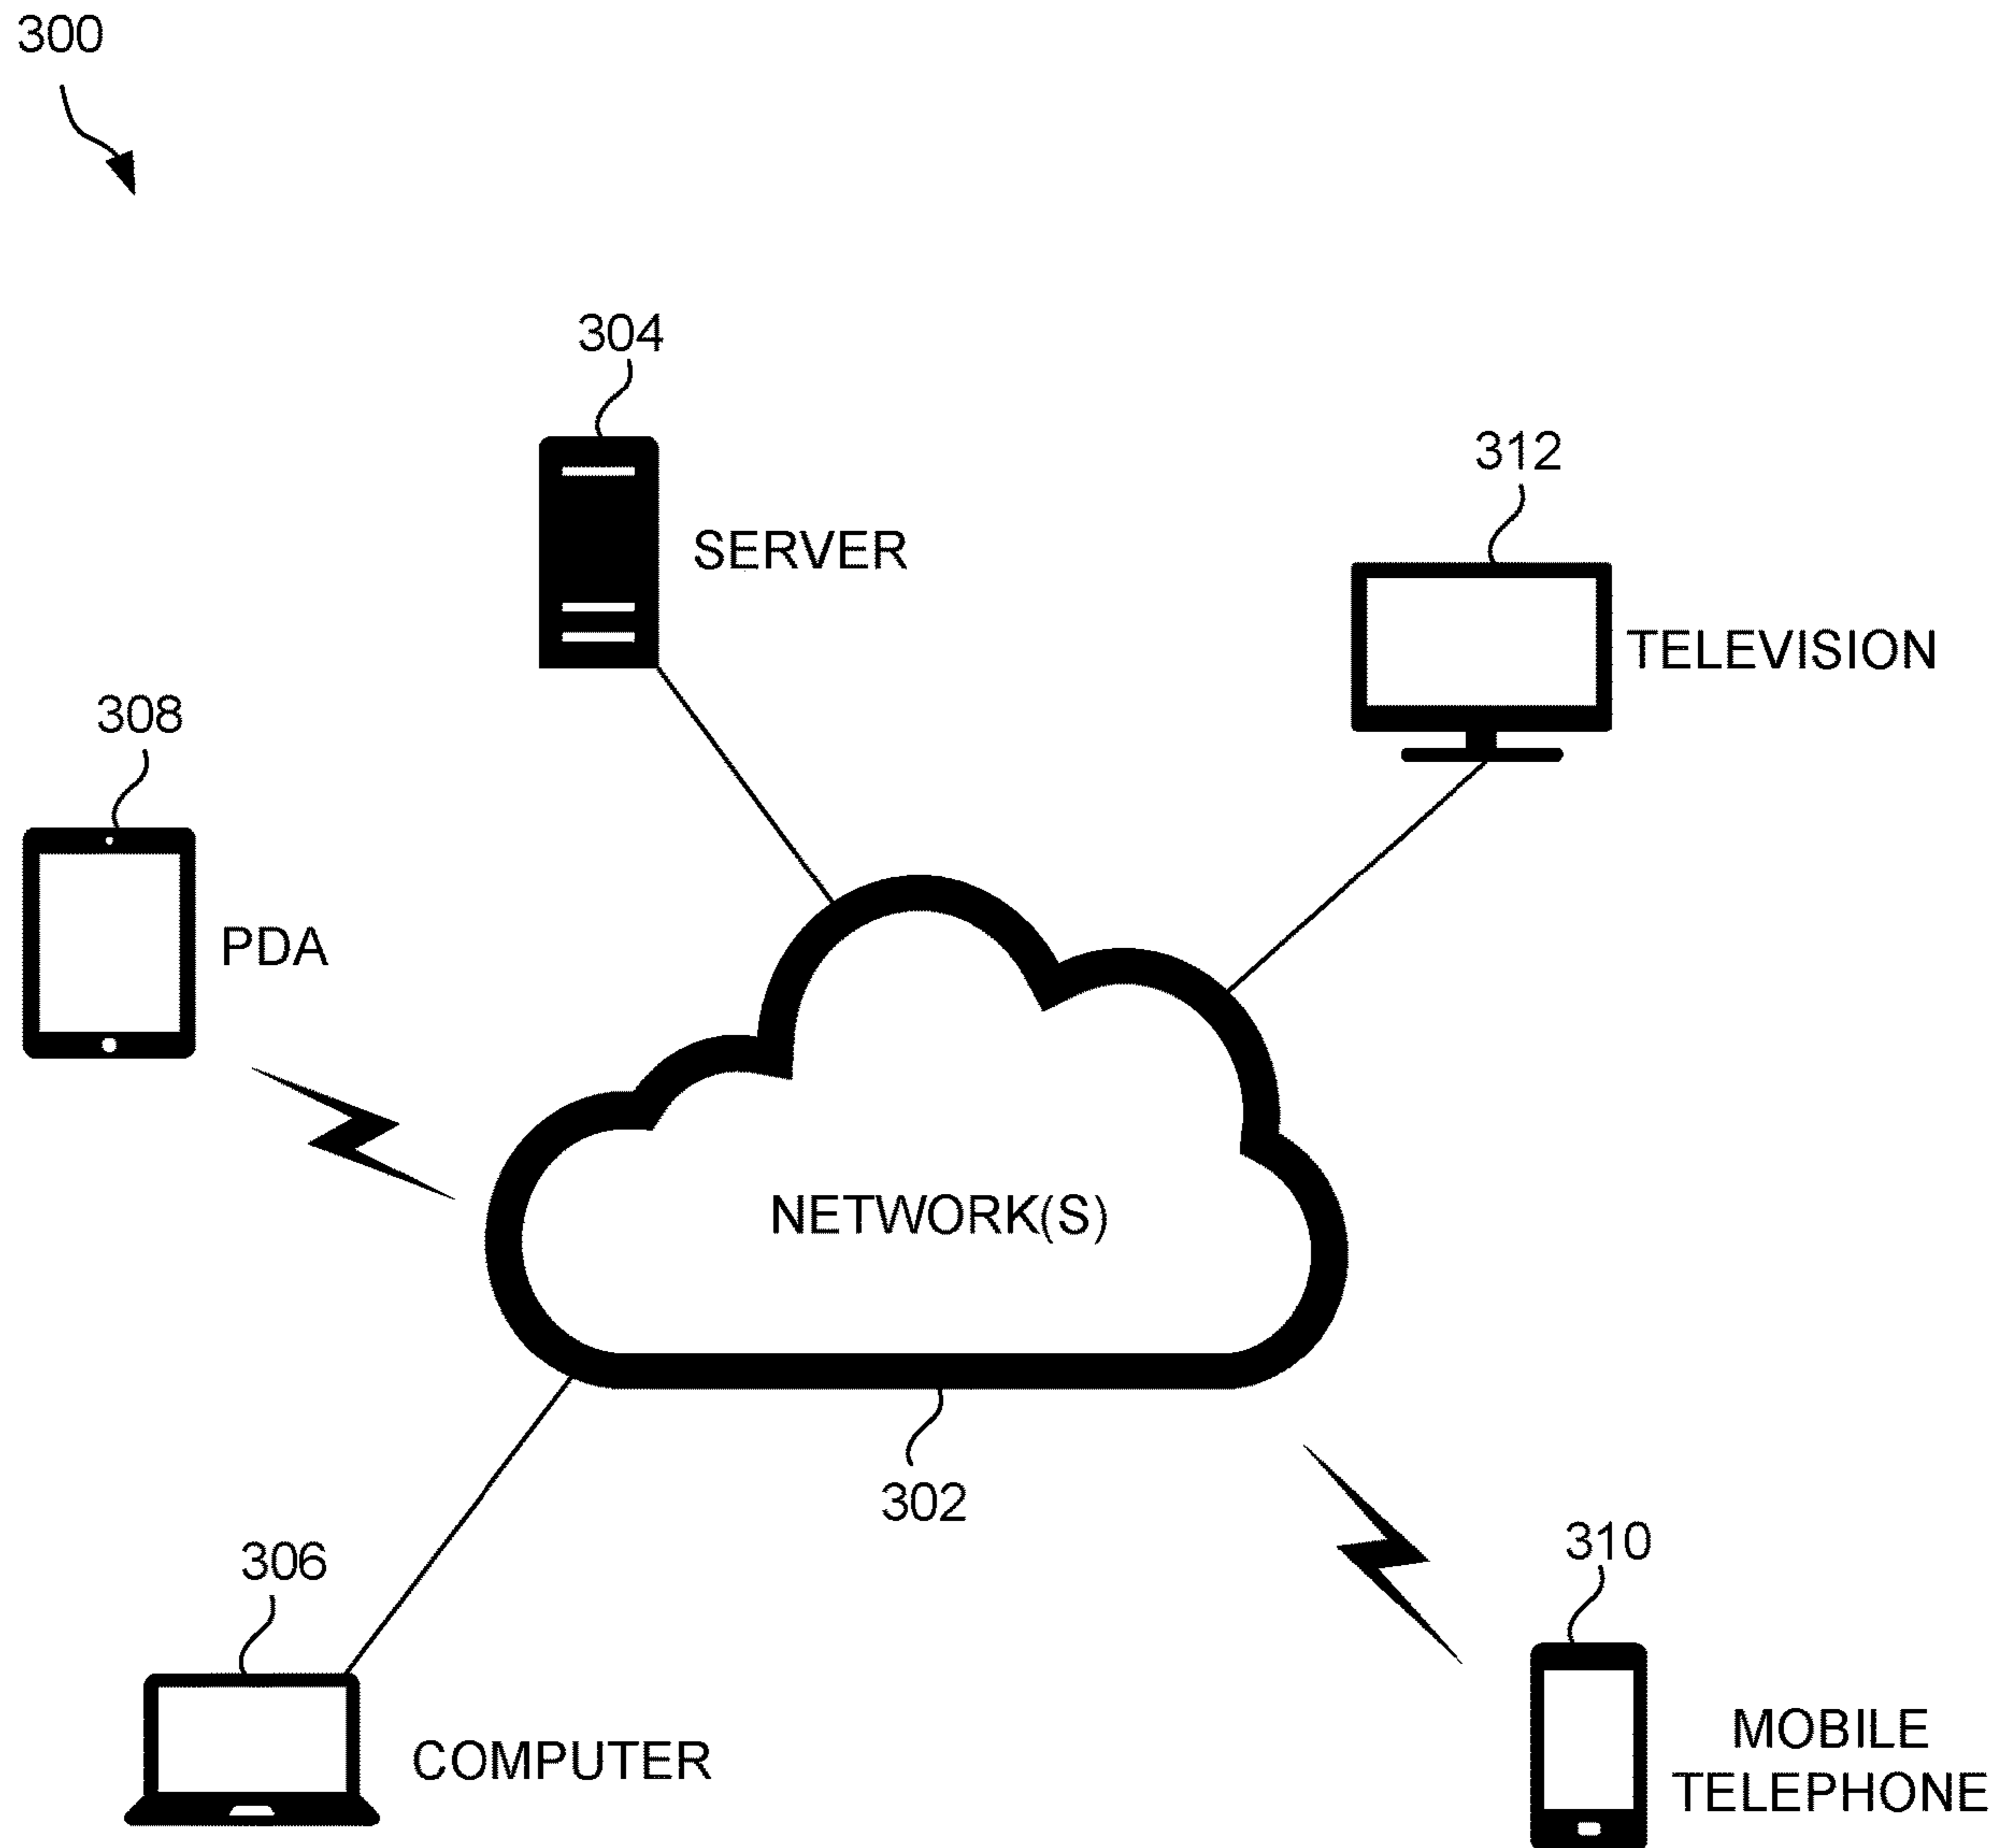 300
304
312
SERVER
TELEVISION
308
PDA
NETWORK(S)
302
306
310
COMPUTER
MOBILE
TELEPHONE